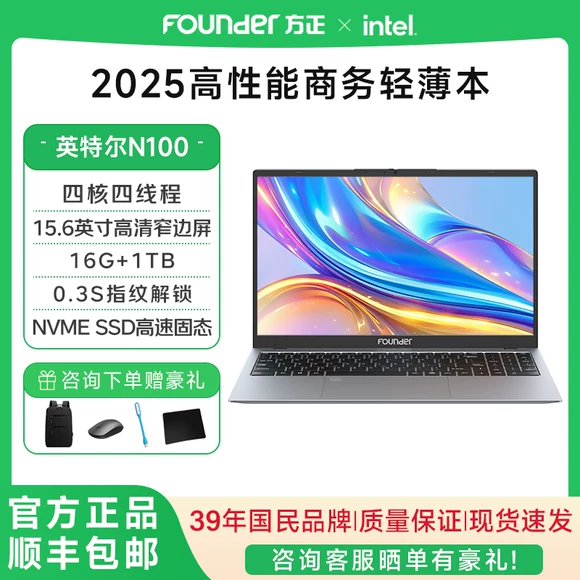 FOUNDER 方正 × intel.
2025高性能商务轻薄本
英特尔N100
四核四线程
15.6英寸高清窄边屏
16G+1TB
0.3S指纹解锁
NVME SSD高速固态
咨询下单赠豪礼
FOUNDER
官方正品
顺丰包邮
39年国民品牌|质量保证|现货速发
咨询客服晒单有豪礼!